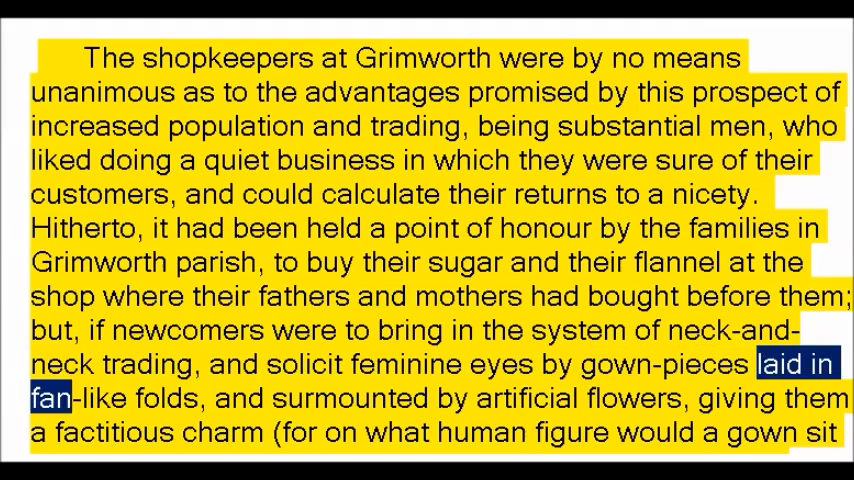 The shopkeepers at Grimworth were by no means
unanimous as to the advantages promised by this prospect of
increased population and trading, being substantial men, who
liked doing a quiet business in which they were sure of their
customers, and could calculate their returns to a nicety.
Hitherto, it had been held a point of honour by the families in
Grimworth parish, to buy their sugar and their flannel at the
shop where their fathers and mothers had bought before them;
but, if newcomers were to bring in the system of neck-and-
neck trading, and solicit feminine eyes by gown-pieces laid in
fan-like folds, and surmounted by artificial flowers, giving them
a factitious charm (for on what human figure would a gown sit